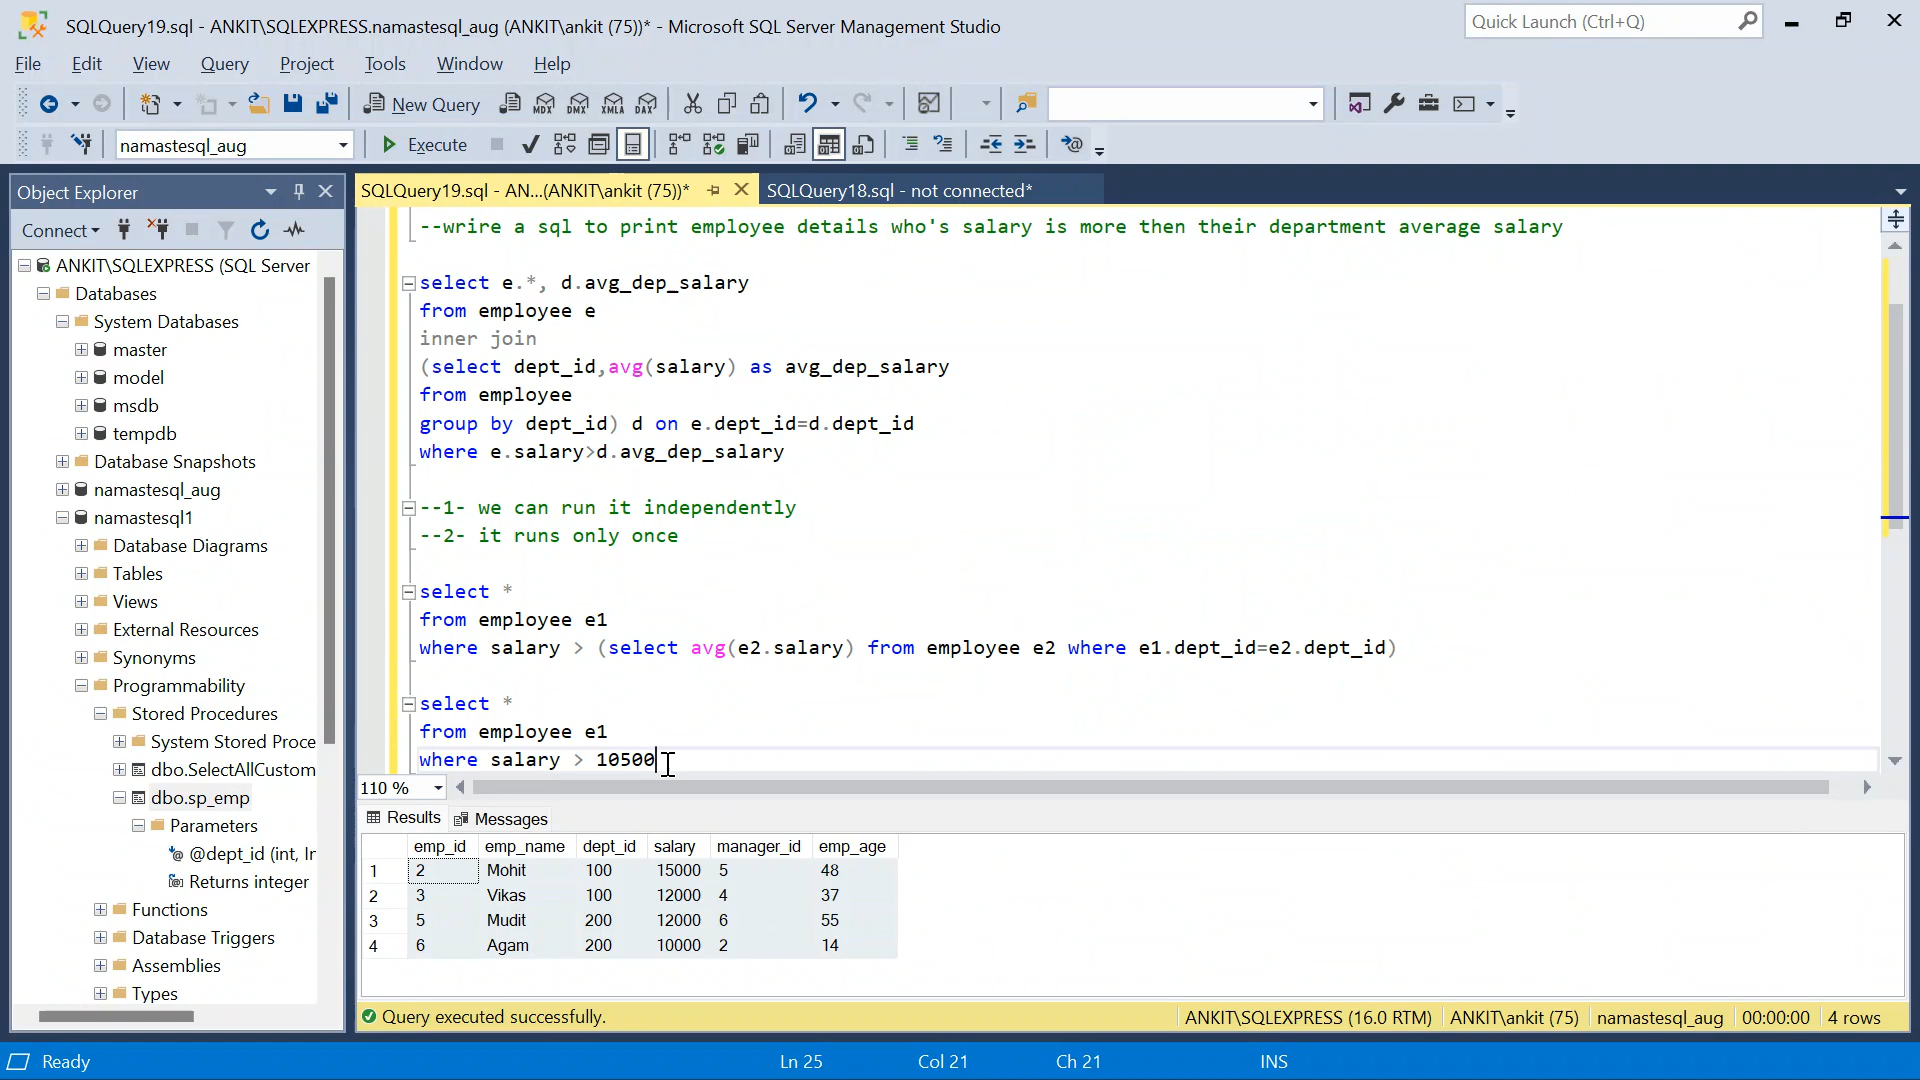 SQLQuery19.sql - ANKIT\SQLEXPRESS.namastesql_aug (ANKIT\ankit (75))* - Microsoft SQL Server Management Studio
Quick Launch (Ctrl+Q)
File Edit View Query Project Tools Window Help
New Query
MDX DMX XMLA DAX
namastesql_aug
Execute
Object Explorer
SQLQuery19.sql - AN...(ANKIT\ankit (75))*
SQLQuery18.sql - not connected*
Connect
ANKIT\SQLEXPRESS (SQL Server
Databases
System Databases
master
model
msdb
tempdb
Database Snapshots
namastesql_aug
namastesql1
Database Diagrams
Tables
Views
External Resources
Synonyms
Programmability
Stored Procedures
System Stored Proce
dbo.SelectAllCustom
dbo.sp_emp
Parameters
@dept_id (int, Ir
Returns integer
Functions
Database Triggers
Assemblies
Types
--wrire a sql to print employee details who's salary is more then their department average salary
select e.*, d.avg_dep_salary
from employee e
inner join
(select dept_id,avg(salary) as avg_dep_salary
from employee
group by dept_id) d on e.dept_id=d.dept_id
where e.salary>d.avg_dep_salary
--1- we can run it independently
--2- it runs only once
select *
from employee e1
where salary > (select avg(e2.salary) from employee e2 where e1.dept_id=e2.dept_id)
select *
from employee e1
where salary > 10500
110 %
Results Messages
emp_id emp_name dept_id salary manager_id emp_age
1 2 Mohit 100 15000 5 48
2 3 Vikas 100 12000 4 37
3 5 Mudit 200 12000 6 55
4 6 Agam 200 10000 2 14
Query executed successfully.
ANKIT\SQLEXPRESS (16.0 RTM) ANKIT\ankit (75) namastesql_aug 00:00:00 4 rows
Ready Ln 25 Col 21 Ch 21 INS